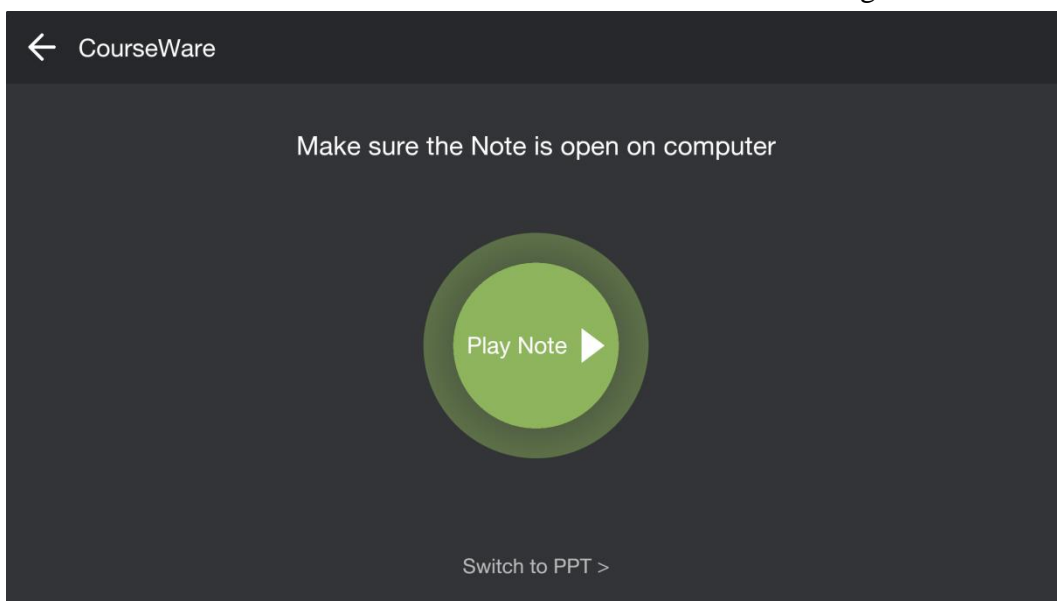 CourseWare
Make sure the Note is open on computer
Play Note
Switch to PPT >